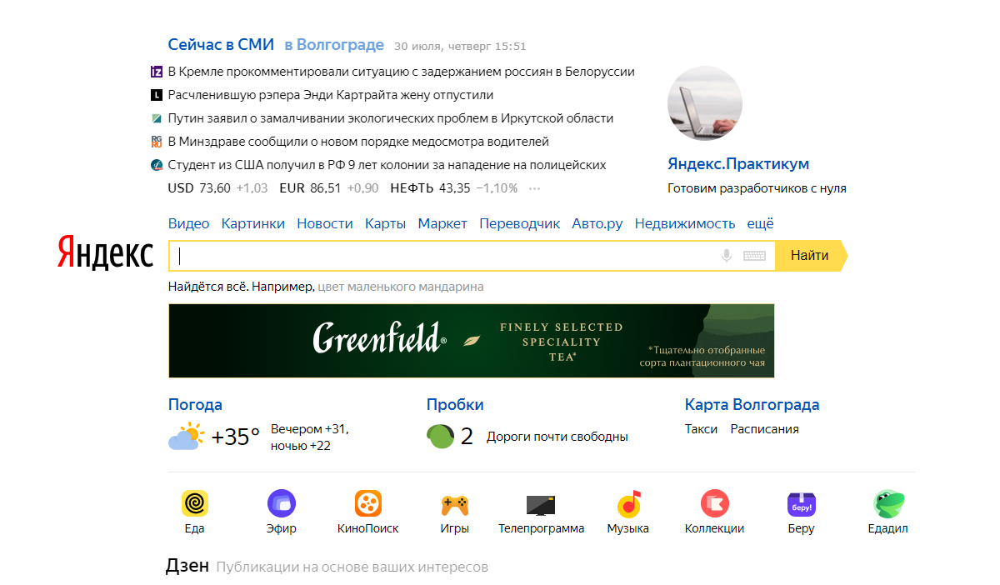 Сейчас в СМИ в Волгограде 30 июля, четверг 15:51
iz В Кремле прокомментировали ситуацию с задержанием россиян в Белоруссии
L Расчленившую рэпера Энди Картрайта жену отпустили
Путин заявил о замалчивании экологических проблем в Иркутской области
RG RU В Минздраве сообщили о новом порядке медосмотра водителей
Студент из США получил в РФ 9 лет колонии за нападение на полицейских
USD 73,60 +1,03 EUR 86,51 +0,90 НЕФТЬ 43,35 −1,10% ···
Яндекс.Практикум
Готовим разработчиков с нуля
Видео Картинки Новости Карты Маркет Переводчик Авто.ру Недвижимость ещё
Яндекс
Найти
Найдётся всё. Например, цвет маленького мандарина
Greenfield®
FINELY SELECTED
SPECIALITY
TEA*
*Тщательно отобранные
сорта плантационного чая
Погода
+35°
Вечером +31,
ночью +22
Пробки
2 Дороги почти свободны
Карта Волгограда
Такси Расписания
беру!
Еда Эфир КиноПоиск Игры Телепрограмма Музыка Коллекции Беру Едадил
Дзен Публикации на основе ваших интересов